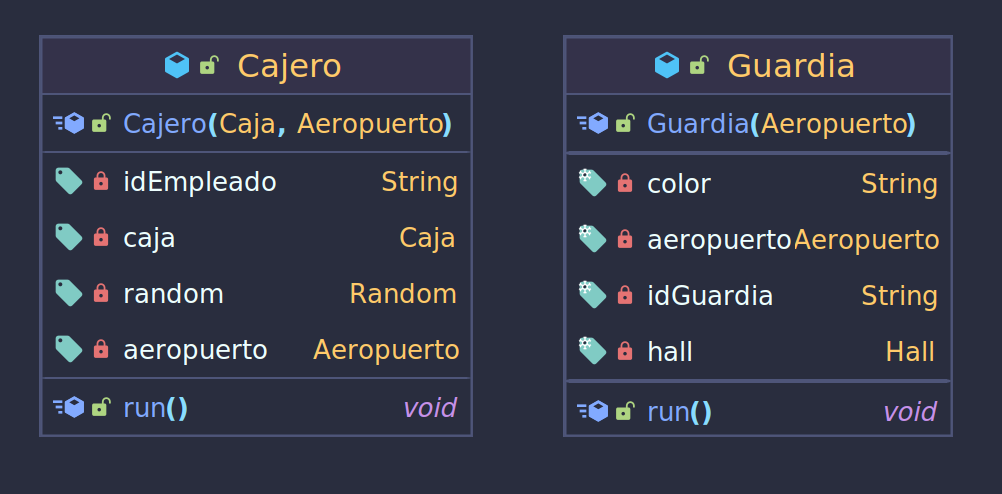 Cajero
Cajero(Caja, Aeropuerto)
idEmpleado String
caja Caja
random Random
aeropuerto Aeropuerto
run() void
Guardia
Guardia(Aeropuerto)
color String
aeropuerto Aeropuerto
idGuardia String
hall Hall
run() void